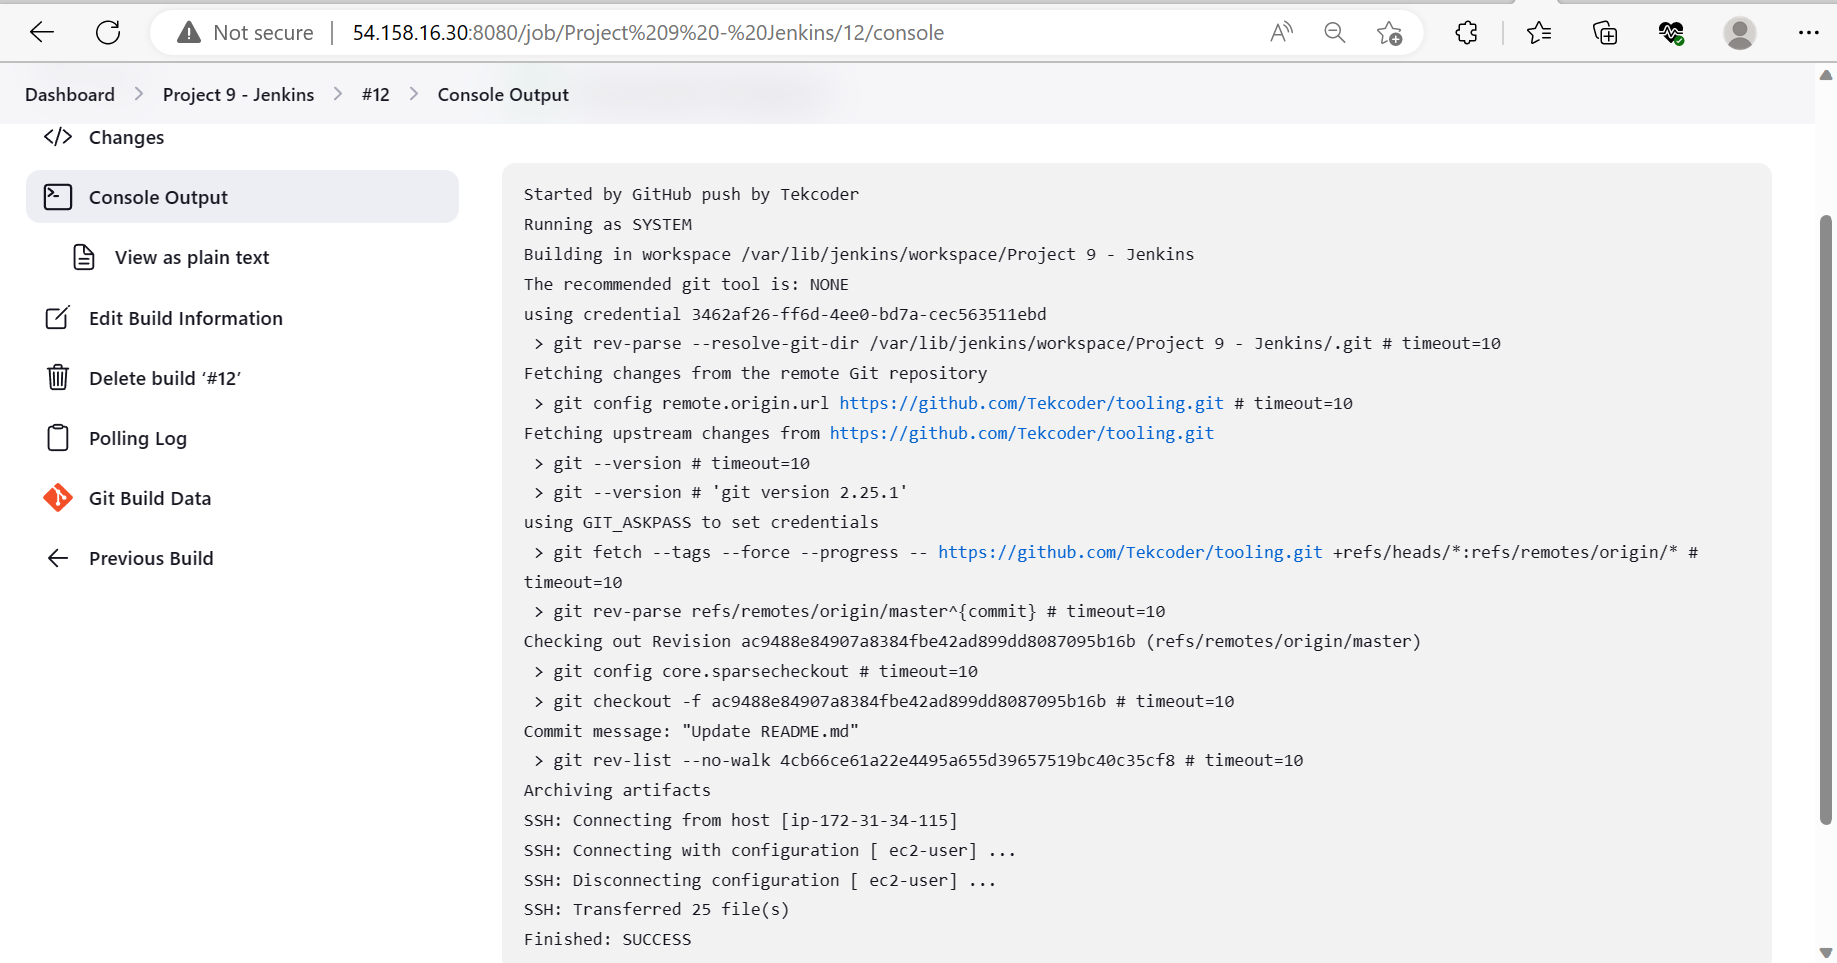 Not secure
54.158.16.30:8080/job/Project%209%20-%20Jenkins/12/console
Dashboard
Project 9 - Jenkins
#12
Console Output
Changes
Console Output
View as plain text
Edit Build Information
Delete build ‘#12’
Polling Log
Git Build Data
Previous Build
Started by GitHub push by Tekcoder
Running as SYSTEM
Building in workspace /var/lib/jenkins/workspace/Project 9 - Jenkins
The recommended git tool is: NONE
using credential 3462af26-ff6d-4ee0-bd7a-cec563511ebd
> git rev-parse --resolve-git-dir /var/lib/jenkins/workspace/Project 9 - Jenkins/.git # timeout=10
Fetching changes from the remote Git repository
> git config remote.origin.url https://github.com/Tekcoder/tooling.git # timeout=10
Fetching upstream changes from https://github.com/Tekcoder/tooling.git
> git --version # timeout=10
> git --version # 'git version 2.25.1'
using GIT_ASKPASS to set credentials
> git fetch --tags --force --progress -- https://github.com/Tekcoder/tooling.git +refs/heads/*:refs/remotes/origin/* #
timeout=10
> git rev-parse refs/remotes/origin/master^{commit} # timeout=10
Checking out Revision ac9488e84907a8384fbe42ad899dd8087095b16b (refs/remotes/origin/master)
> git config core.sparsecheckout # timeout=10
> git checkout -f ac9488e84907a8384fbe42ad899dd8087095b16b # timeout=10
Commit message: "Update README.md"
> git rev-list --no-walk 4cb66ce61a22e4495a655d39657519bc40c35cf8 # timeout=10
Archiving artifacts
SSH: Connecting from host [ip-172-31-34-115]
SSH: Connecting with configuration [ ec2-user] ...
SSH: Disconnecting configuration [ ec2-user] ...
SSH: Transferred 25 file(s)
Finished: SUCCESS